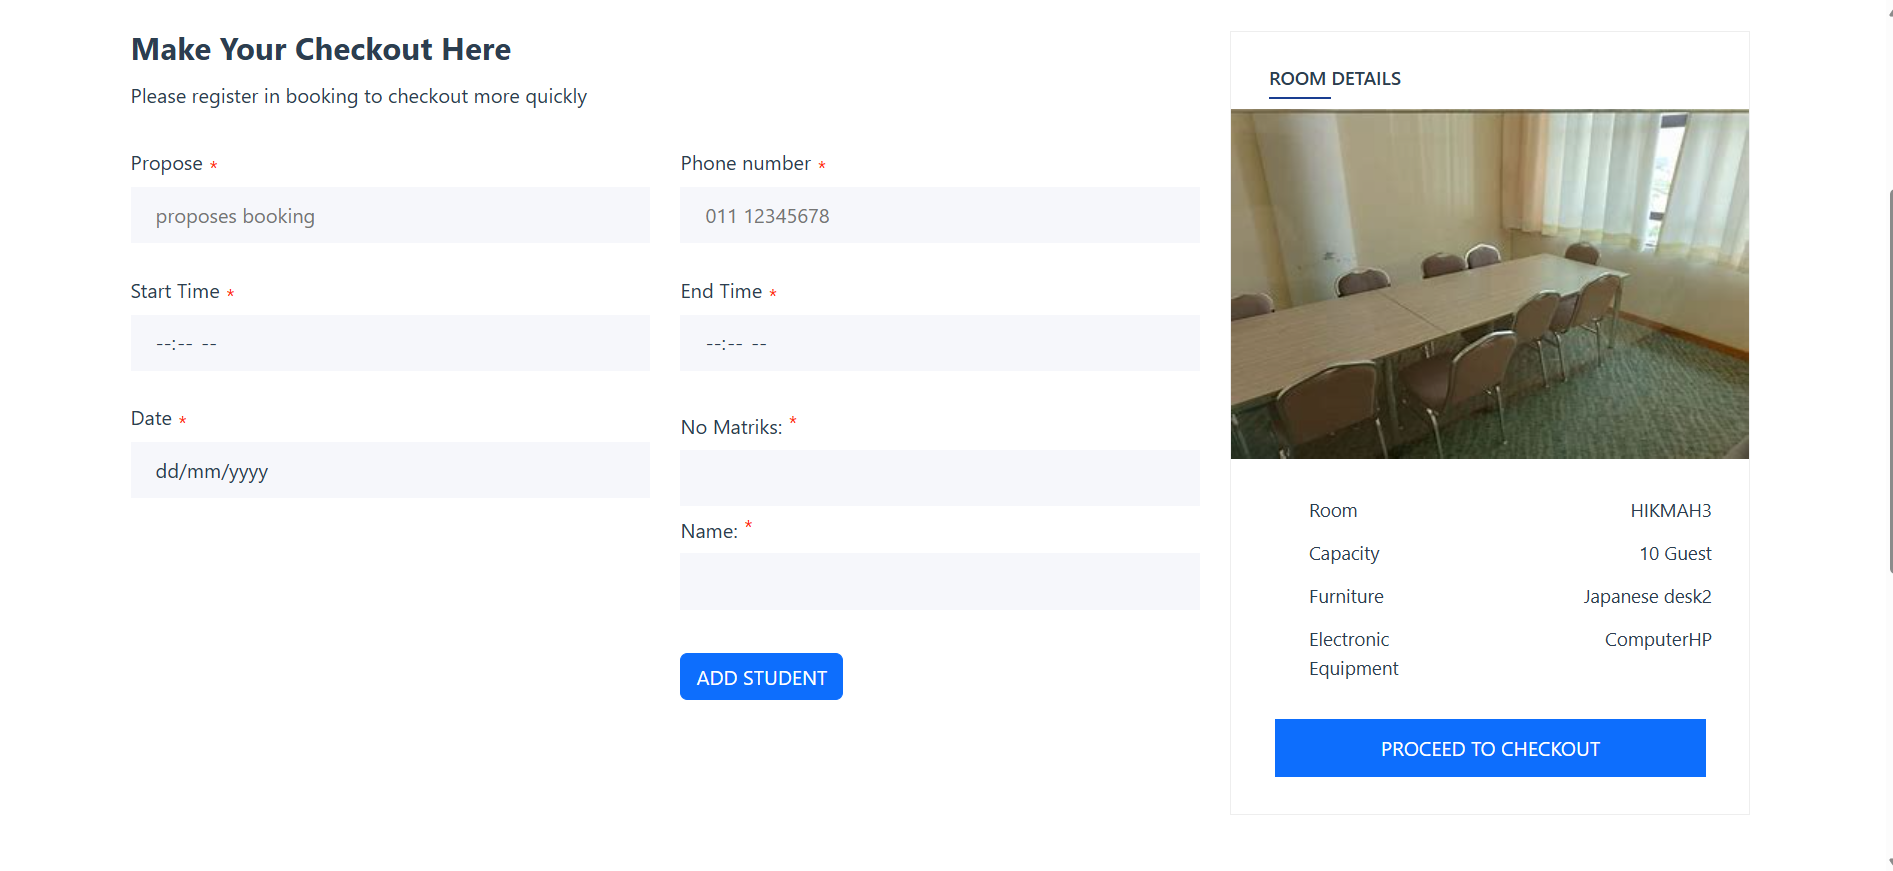 Make Your Checkout Here
Please register in booking to checkout more quickly
Propose *
proposes booking
Phone number *
011 12345678
Start Time *
--:-- --
End Time *
--:-- --
Date *
dd/mm/yyyy
No Matriks: *
Name: *
ADD STUDENT
ROOM DETAILS
Room HIKMAH3
Capacity 10 Guest
Furniture Japanese desk2
Electronic ComputerHP
Equipment
PROCEED TO CHECKOUT